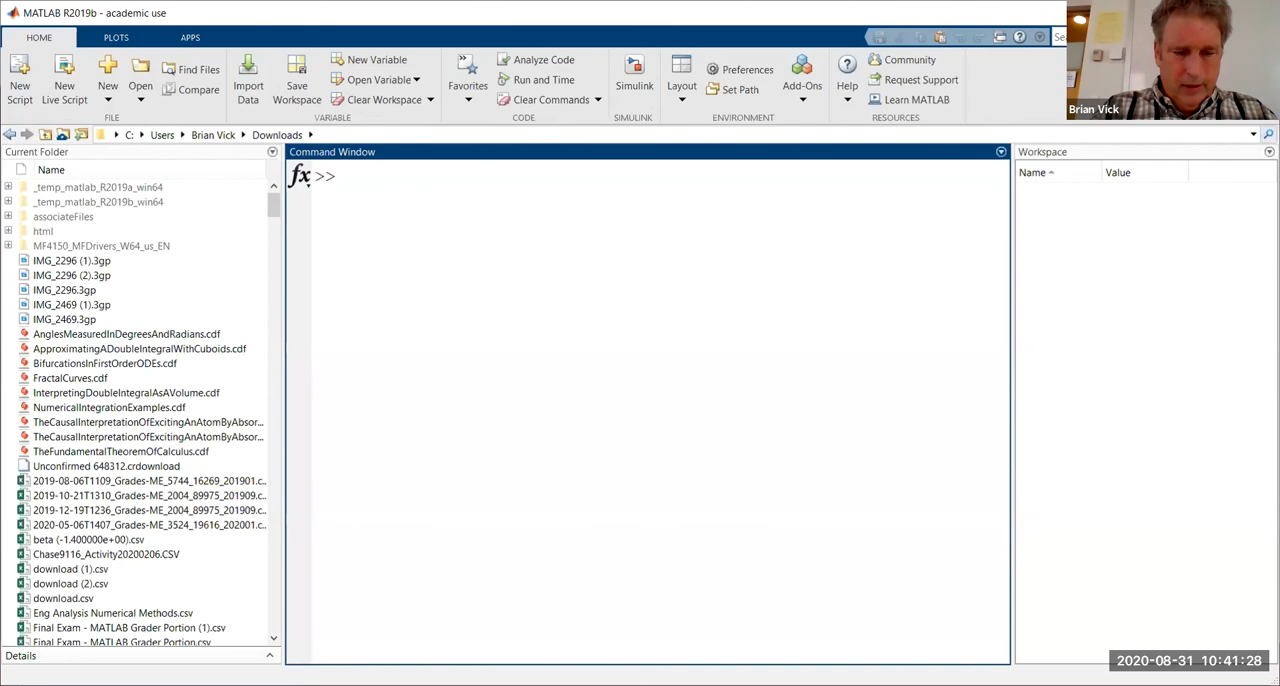 MATLAB R2019b - academic use
HOME PLOTS APPS Se
New Script
New Live Script
New
Open
Find Files
Compare
FILE
Import Data
Save Workspace
New Variable
Open Variable
Clear Workspace
VARIABLE
Favorites
Analyze Code
Run and Time
Clear Commands
CODE
Simulink
SIMULINK
Layout
Preferences
Set Path
Add-Ons
ENVIRONMENT
Help
Community
Request Support
Learn MATLAB
RESOURCES
Brian Vick
C: Users Brian Vick Downloads
Current Folder
Name
_temp_matlab_R2019a_win64
_temp_matlab_R2019b_win64
associateFiles
html
MF4150_MFDrivers_W64_us_EN
IMG_2296 (1).3gp
IMG_2296 (2).3gp
IMG_2296.3gp
IMG_2469 (1).3gp
IMG_2469.3gp
AnglesMeasuredInDegreesAndRadians.cdf
ApproximatingADoubleIntegralWithCuboids.cdf
BifurcationsInFirstOrderODEs.cdf
FractalCurves.cdf
InterpretingDoubleIntegralAsAVolume.cdf
NumericalIntegrationExamples.cdf
TheCausalInterpretationOfExcitingAnAtomByAbsor...
TheCausalInterpretationOfExcitingAnAtomByAbsor...
TheFundamentalTheoremOfCalculus.cdf
Unconfirmed 648312.crdownload
2019-08-06T1109_Grades-ME_5744_16269_201901.c...
2019-10-21T1310_Grades-ME_2004_89975_201909.c...
2019-12-19T1236_Grades-ME_2004_89975_201909.c...
2020-05-06T1407_Grades-ME_3524_19616_202001.c...
beta (-1.400000e+00).csv
Chase9116_Activity20200206.CSV
download (1).csv
download (2).csv
download.csv
Eng Analysis Numerical Methods.csv
Final Exam - MATLAB Grader Portion (1).csv
Final Exam - MATLAB Grader Portion.csv
Details
Command Window
fx >>
Workspace
Name Value
2020-08-31 10:41:28